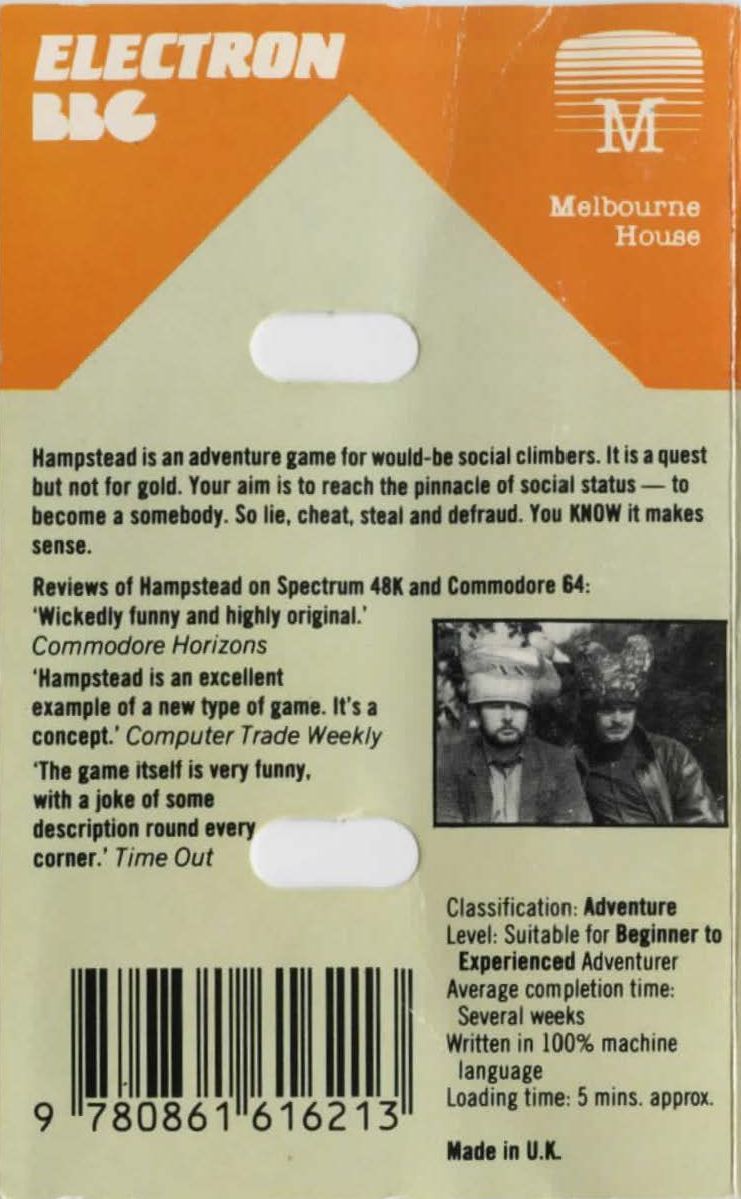 ELECTRON
BBC
M
Melbourne
House
Hampstead is an adventure game for would-be social climbers. It is a quest
but not for gold. Your aim is to reach the pinnacle of social status — to
become a somebody. So lie, cheat, steal and defraud. You KNOW it makes
sense.
Reviews of Hampstead on Spectrum 48K and Commodore 64:
‘Wickedly funny and highly original.’
Commodore Horizons
‘Hampstead is an excellent
example of a new type of game. It’s a
concept.’ Computer Trade Weekly
‘The game itself is very funny,
with a joke of some
description round every
corner.’ Time Out
Classification: Adventure
Level: Suitable for Beginner to
Experienced Adventurer
Average completion time:
Several weeks
Written in 100% machine
language
Loading time: 5 mins. approx.
Made in U.K.
9 780861 616213